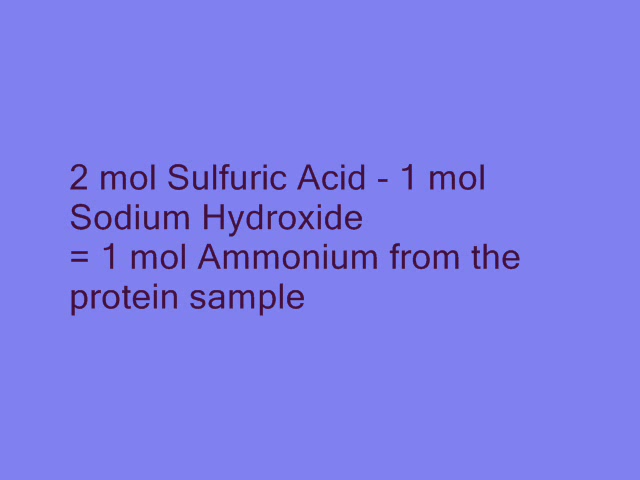 2 mol Sulfuric Acid - 1 mol
Sodium Hydroxide
= 1 mol Ammonium from the
protein sample